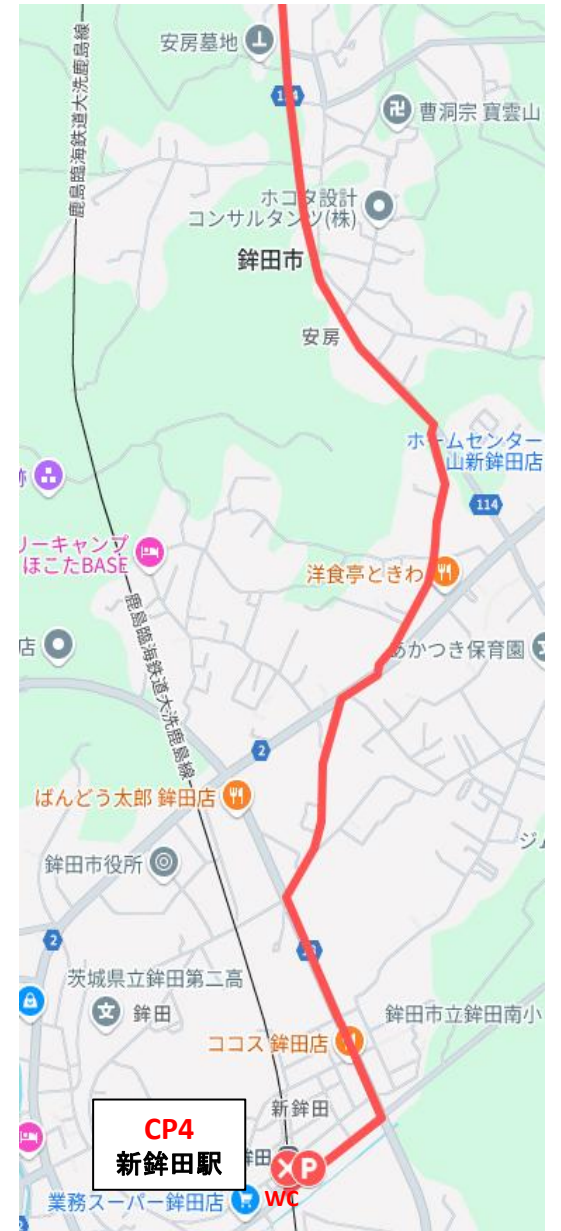 安房墓地
鹿島臨海鉄道大洗鹿島線
曹洞宗 寶雲山
ホコタ設計
コンサルタンツ(株)
鉾田市
安房
ホームセンター
山新鉾田店
跡
114
リーキャンプ
ほこたBASE
洋食亭ときわ
鹿島臨海鉄道大洗鹿島線
店
あかつき保育園
2
ばんどう太郎 鉾田店
ジム
鉾田市役所
2
茨城県立鉾田第二高
鉾田
鉾田市立鉾田南小
ココス 鉾田店
新鉾田
CP4
新鉾田駅
鉾田
P
業務スーパー鉾田店
WC